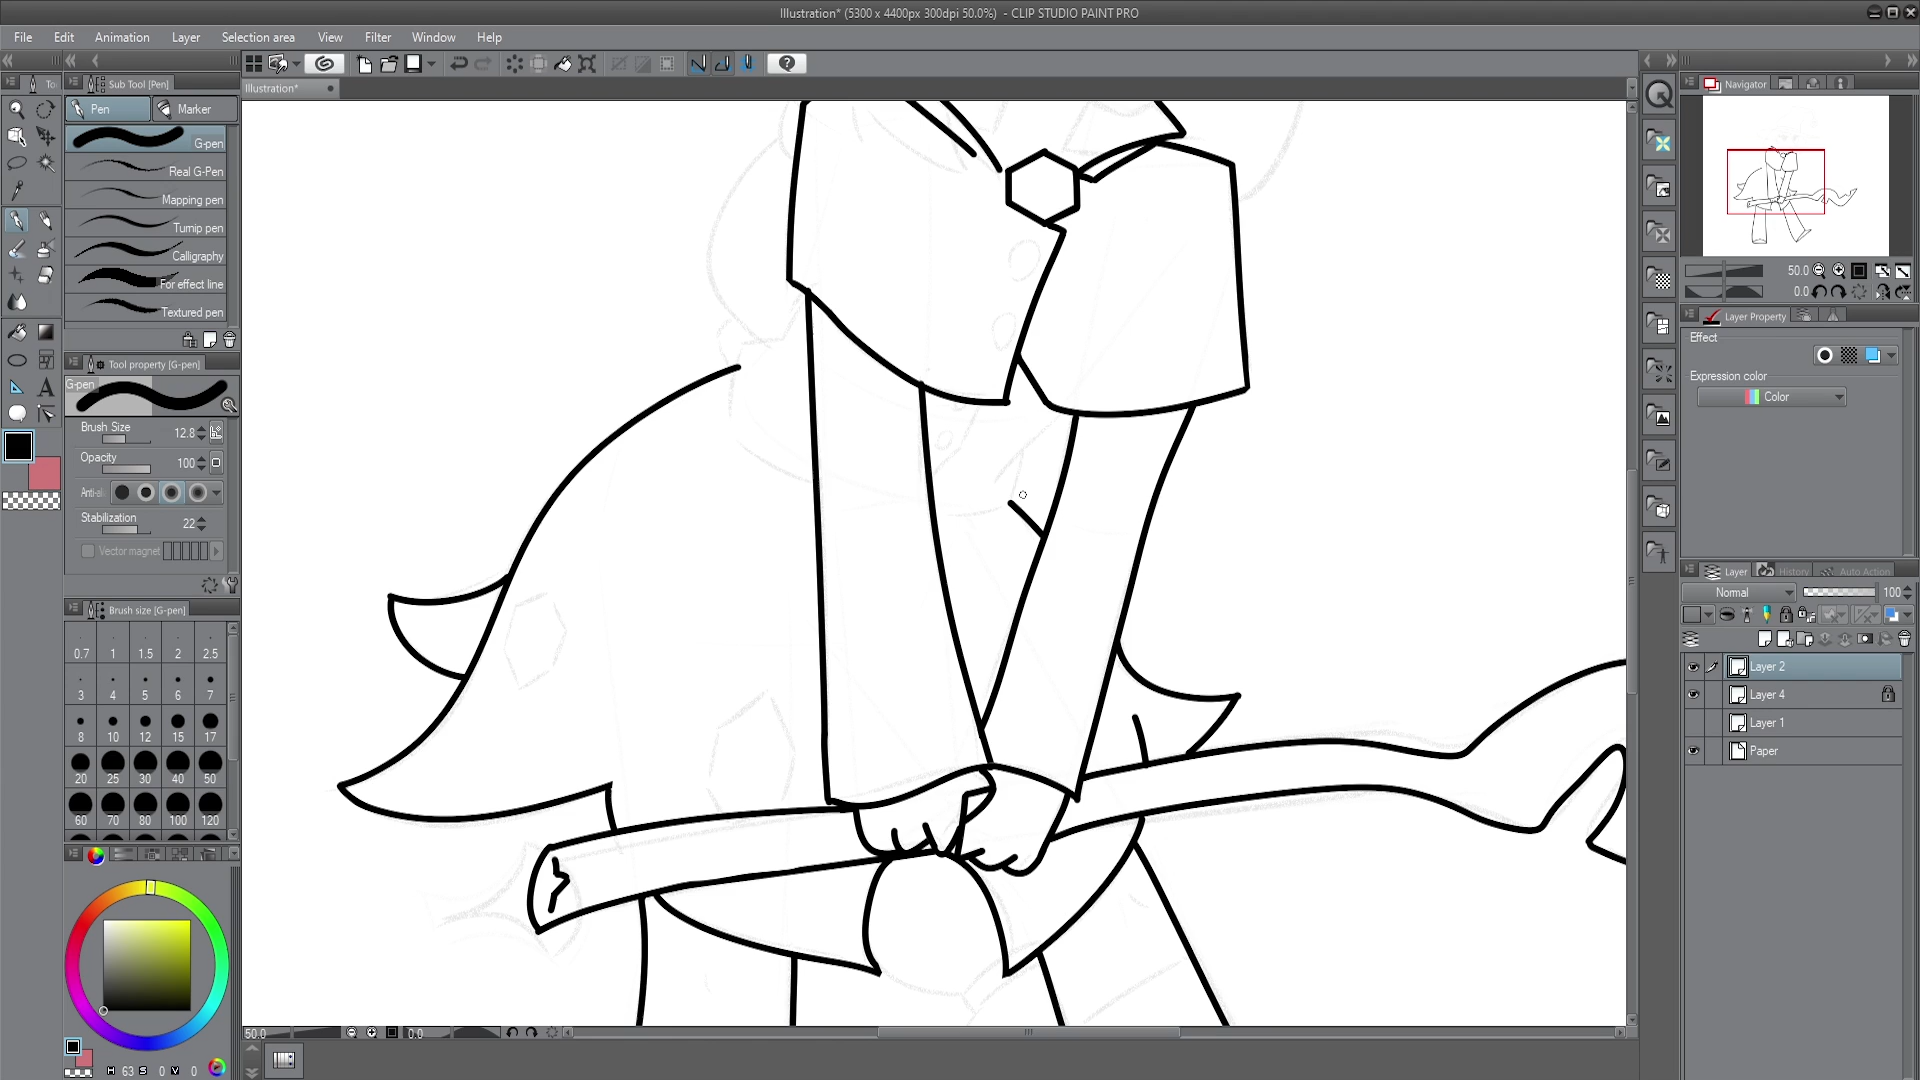 Illustration* (5300 x 4400px 300dpi 50.0%) - CLIP STUDIO PAINT PRO
File Edit Animation Layer Selection area View Filter Window Help
To
Sub Tool [Pen]
Illustration*
Navigator
Pen Marker
G-pen
Real G-Pen
Mapping pen
Turnip pen
Calligraphy
For effect line
Textured pen
50.0
0.0
Layer Property
Effect
Expression color
Color
Tool property [G-pen]
G-pen
Brush Size 12.8
Opacity 100
Anti-al
Stabilization 22
Vector magnet
Brush size [G-pen]
0.7 1 1.5 2 2.5
3 4 5 6 7
8 10 12 15 17
20 25 30 40 50
60 70 80 100 120
Layer History Auto Action
Normal 100
Layer 2
Layer 4
Layer 1
Paper
50.0 0.0
H 63 S 0 V 0